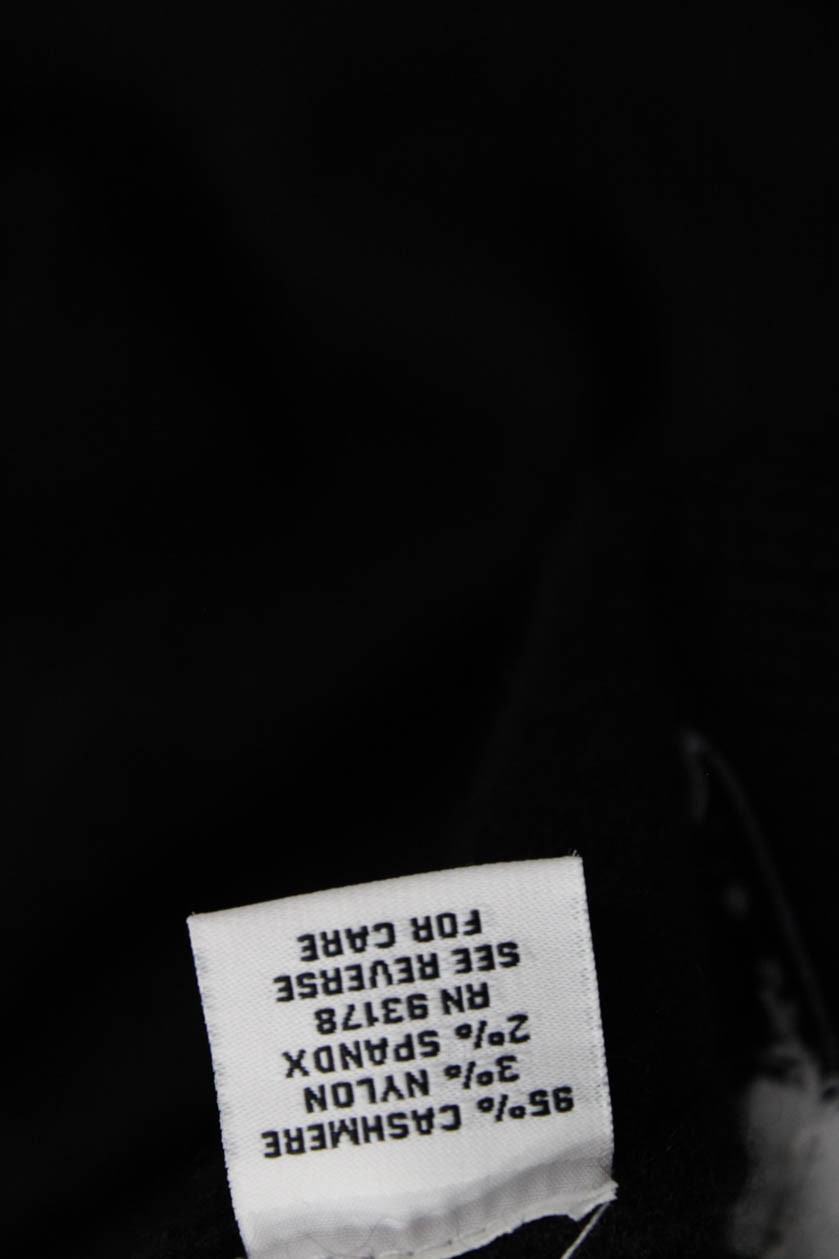 95% CASHMERE
3% NYLON
2% SPANDX
RN 93178
SEE REVERSE
FOR CARE